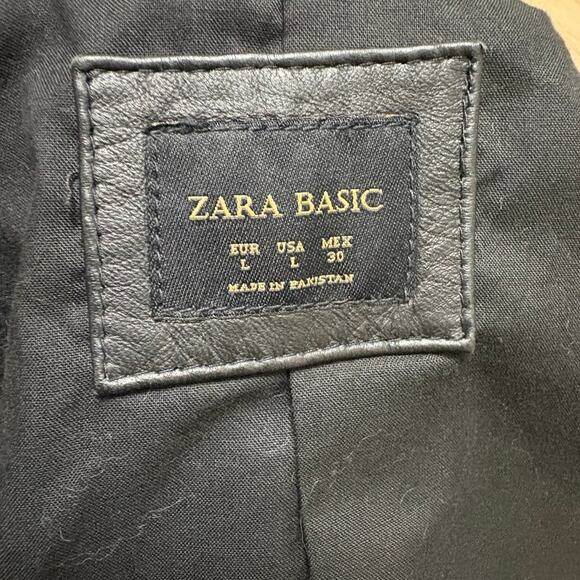 ZARA BASIC
EUR USA MEX
L L 30
MADE IN PAKISTAN